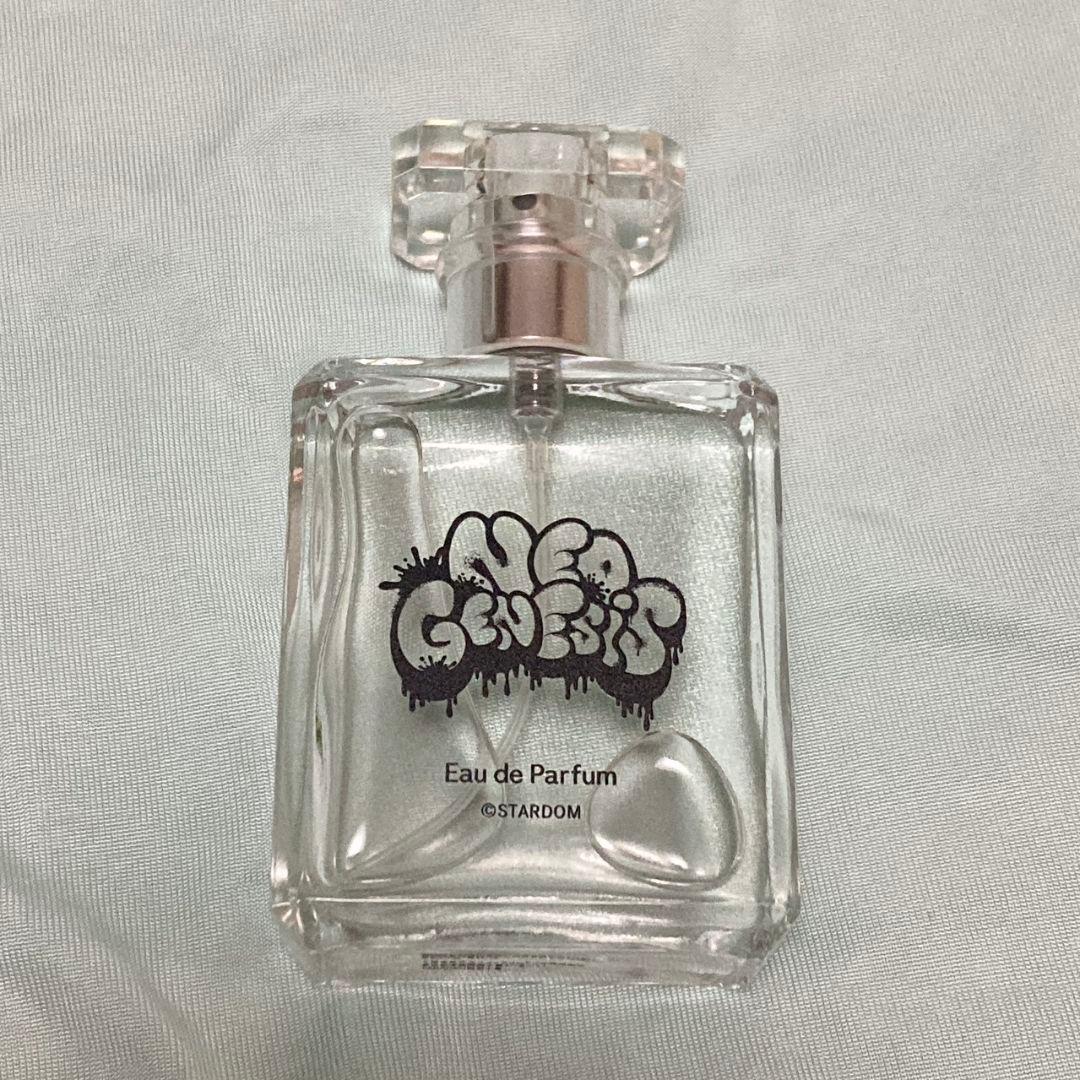 NEO
GENESiS
Eau de Parfum
©STARDOM